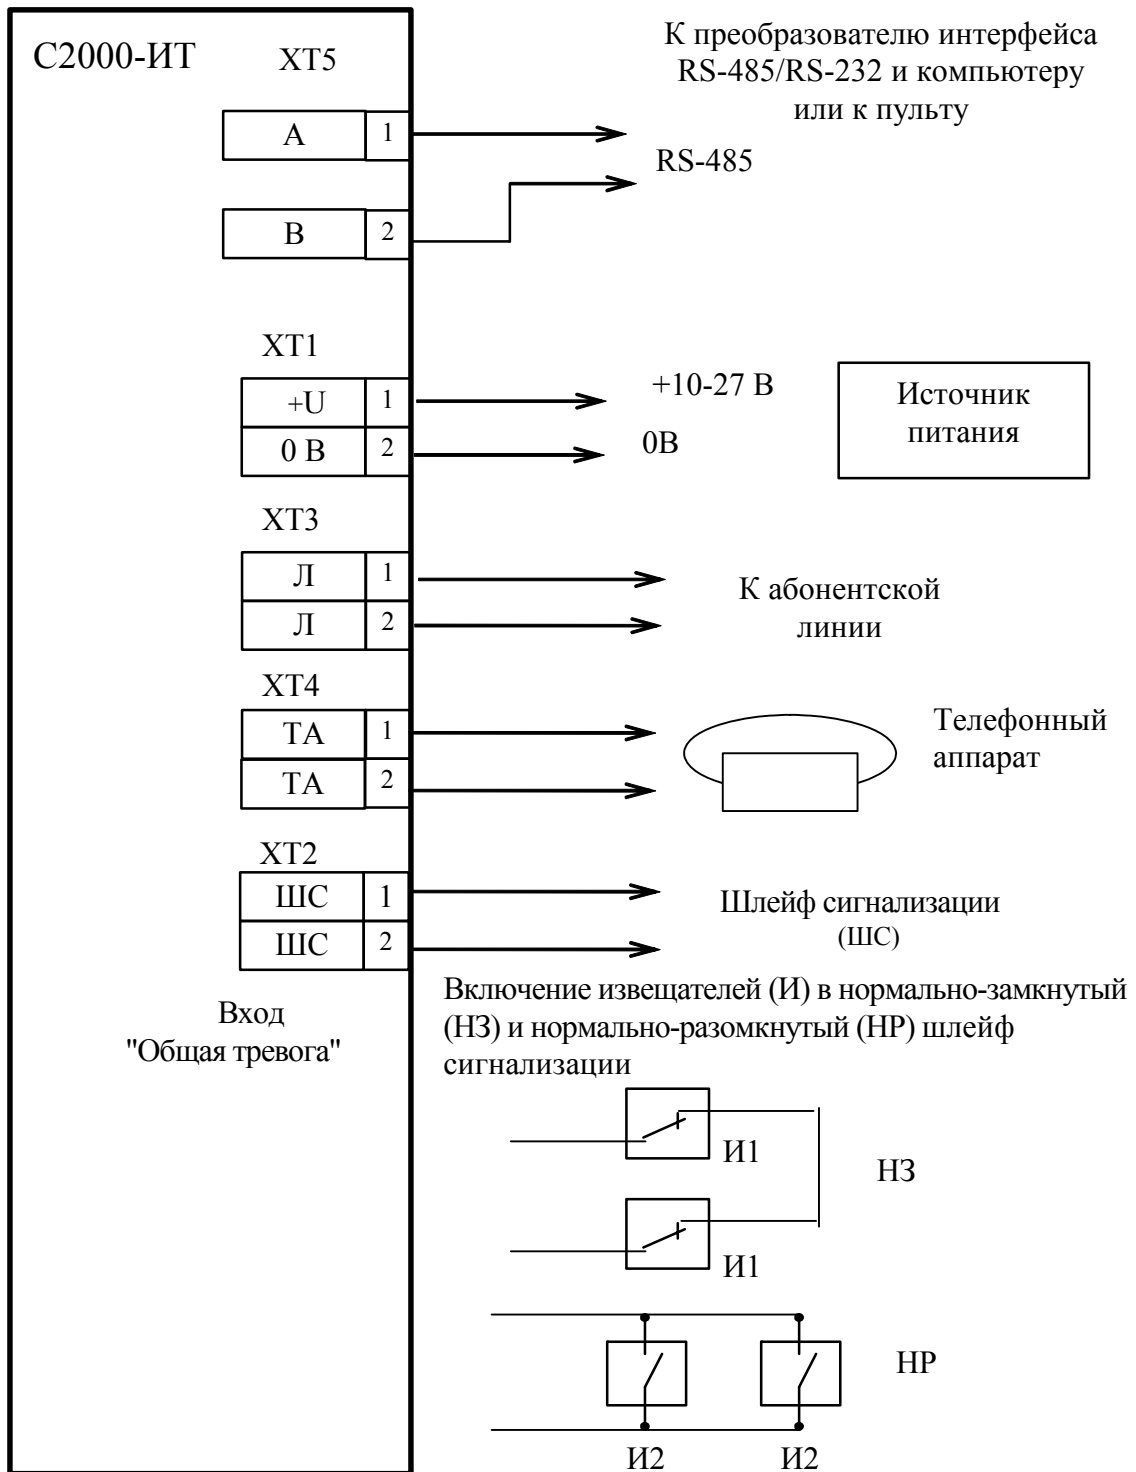 С2000-ИТ
ХТ5
К преобразователю интерфейса
RS-485/RS-232 и компьютеру
или к пульту
А 1
RS-485
В 2
ХТ1
+U 1
+10-27 В
0 В 2
0В
Источник
питания
ХТ3
Л 1
Л 2
К абонентской
линии
ХТ4
ТА 1
ТА 2
Телефонный
аппарат
ХТ2
ШС 1
ШС 2
Шлейф сигнализации
(ШС)
Вход
"Общая тревога"
Включение извещателей (И) в нормально-замкнутый
(НЗ) и нормально-разомкнутый (НР) шлейф
сигнализации
И1
НЗ
И1
НР
И2 И2